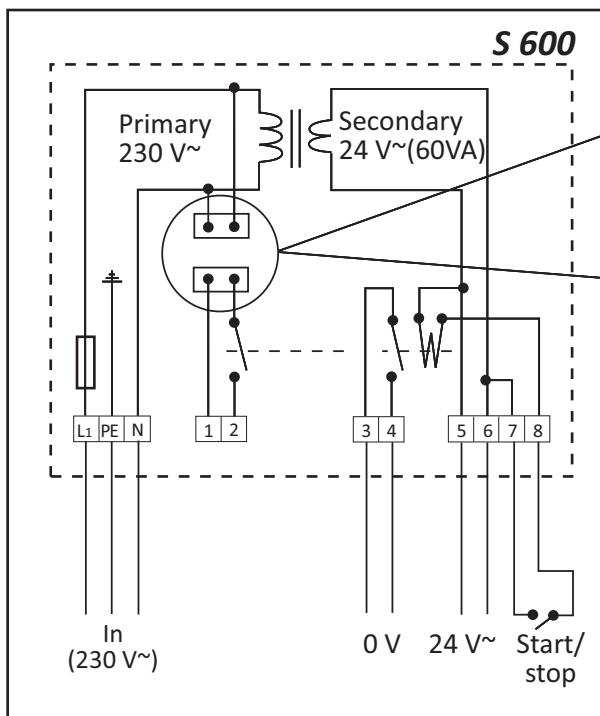 S 600
Primary
230 V~
Secondary
24 V~(60VA)
L1 PE N 1 2 3 4 5 6 7 8
In
(230 V~)
0 V
24 V~
Start/
stop